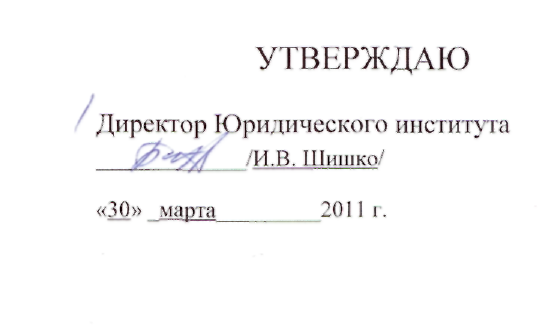 УТВЕРЖДАЮ
Директор Юридического института
/И.В. Шишко/
«30» марта 2011 г.